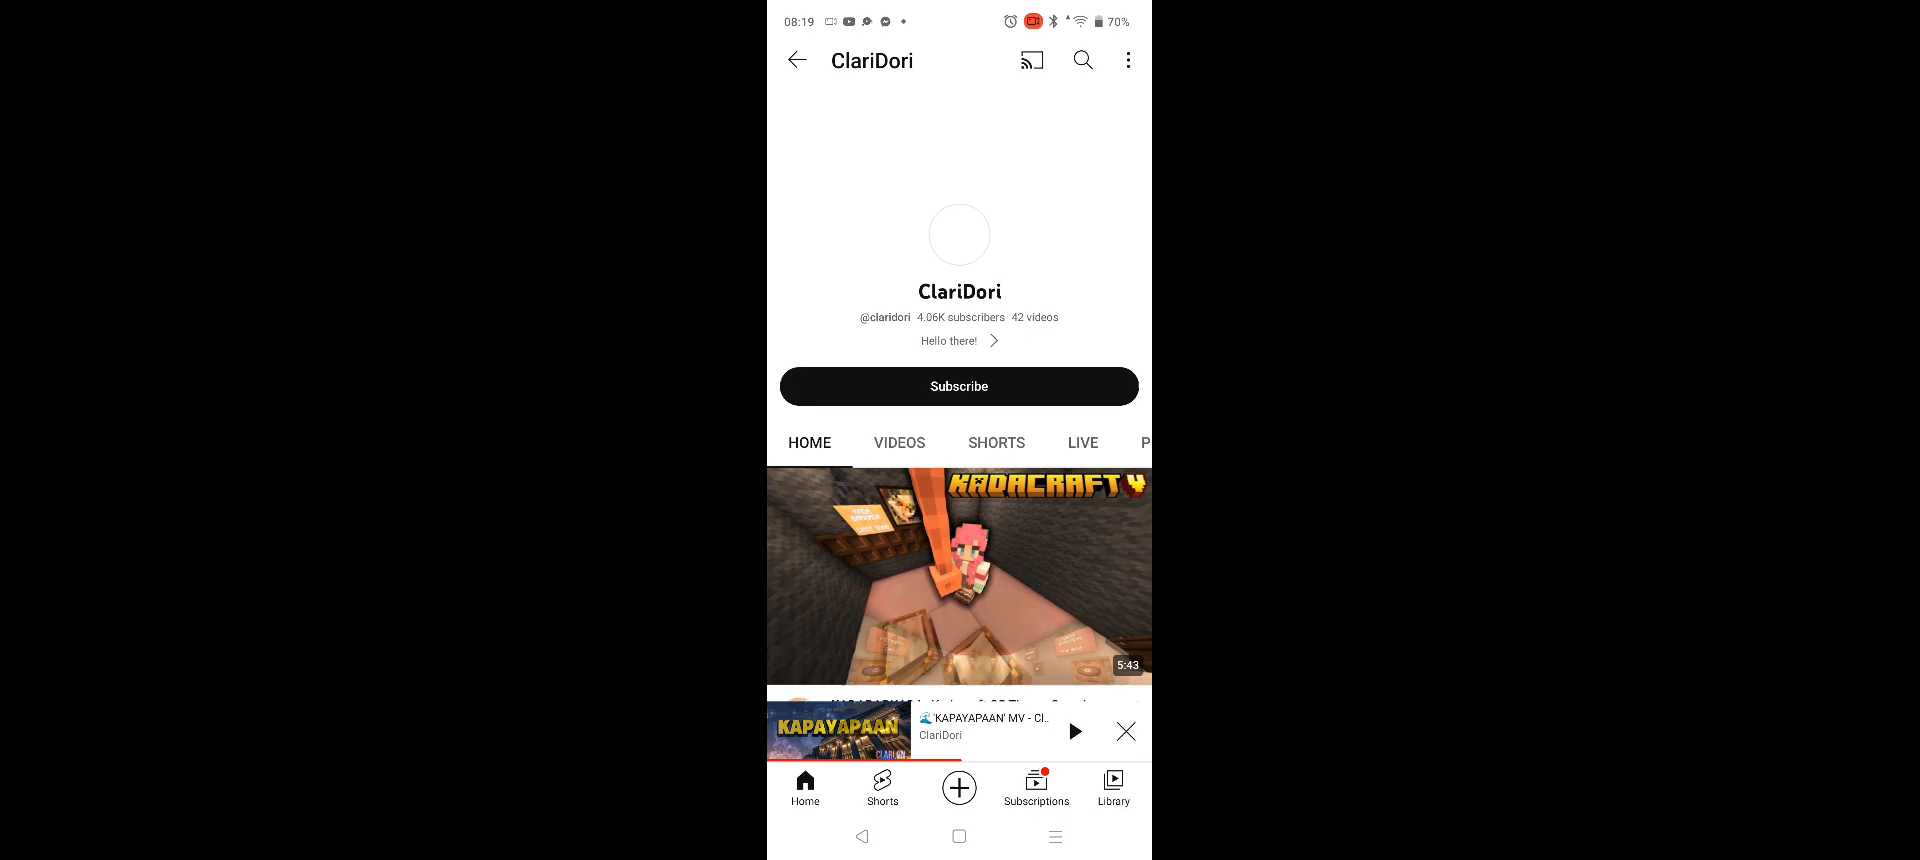 08:19
70%
ClariDori
ClariDori
@claridori 4.06K subscribers 42 videos
Hello there!
Subscribe
HOME VIDEOS SHORTS LIVE P
KADACRAFT V
5:43
KAPAYAPAAN
🌊'KAPAYAPAAN' MV - Cl..
ClariDori
Home Shorts Subscriptions Library